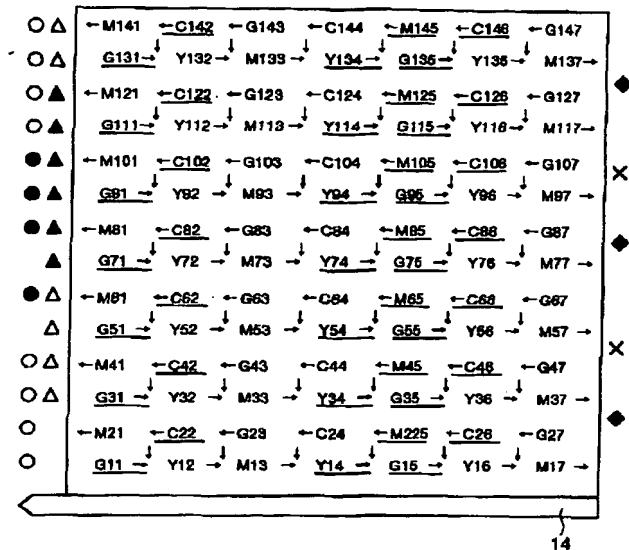 ○ △ ←M141 ←C142 ←G143 ←C144 ←M145 ←C146 ←G147
○ △ G131→ Y132→ M133→ Y134→ G135→ Y135→ M137→
○ ▲ ←M121 ←C122 ←G123 ←C124 ←M125 ←C126 ←G127
○ ▲ G111→ Y112→ M113→ Y114→ G115→ Y116→ M117→
● ▲ ←M101 ←C102 ←G103 ←C104 ←M105 ←C108 ←G107
● ▲ G91→ Y92→ M93→ Y94→ G95→ Y96→ M97→
● ▲ ←M81 ←C82 ←G83 ←C84 ←M85 ←C86 ←G87
▲ G71→ Y72→ M73→ Y74→ G75→ Y76→ M77→
● △ ←M61 ←C62 ←G63 ←C64 ←M65 ←C68 ←G67
△ G51→ Y52→ M53→ Y54→ G55→ Y56→ M57→
○ △ ←M41 ←C42 ←G43 ←C44 ←M45 ←C46 ←G47
○ △ G31→ Y32→ M33→ Y34→ G35→ Y36→ M37→
○ ←M21 ←C22 ←G23 ←C24 ←M225 ←C26 ←G27
○ G11→ Y12→ M13→ Y14→ G15→ Y16→ M17→
14